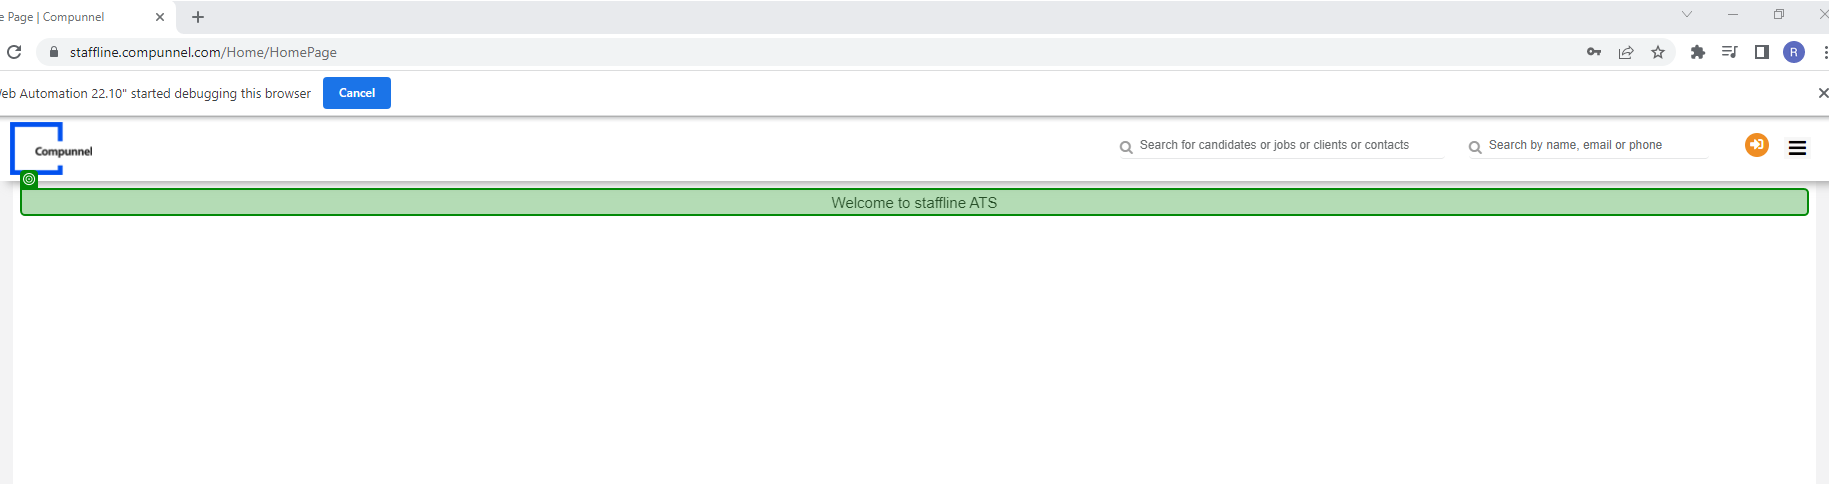 e Page | Compunnel
staffline.compunnel.com/Home/HomePage
R
eb Automation 22.10" started debugging this browser
Cancel
Compunnel
Search for candidates or jobs or clients or contacts
Search by name, email or phone
Welcome to staffline ATS